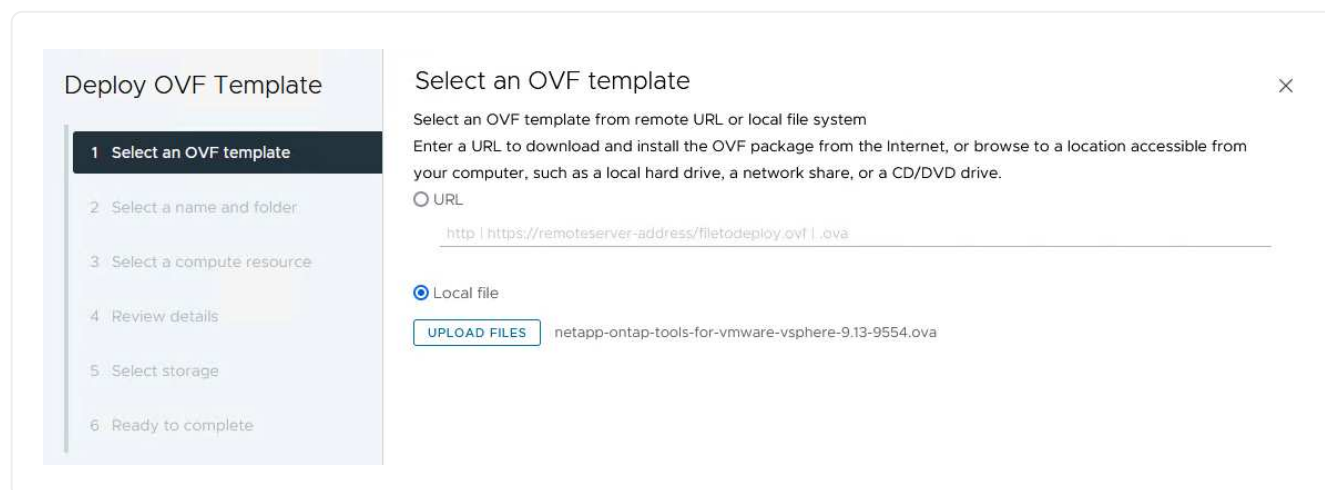 Deploy OVF Template
1 Select an OVF template
2 Select a name and folder
3 Select a compute resource
4 Review details
5 Select storage
6 Ready to complete
Select an OVF template
Select an OVF template from remote URL or local file system
Enter a URL to download and install the OVF package from the Internet, or browse to a location accessible from
your computer, such as a local hard drive, a network share, or a CD/DVD drive.
URL
http | https://remoteserver-address/filetodeploy.ovf | .ova
Local file
UPLOAD FILES netapp-ontap-tools-for-vmware-vsphere-9.13-9554.ova